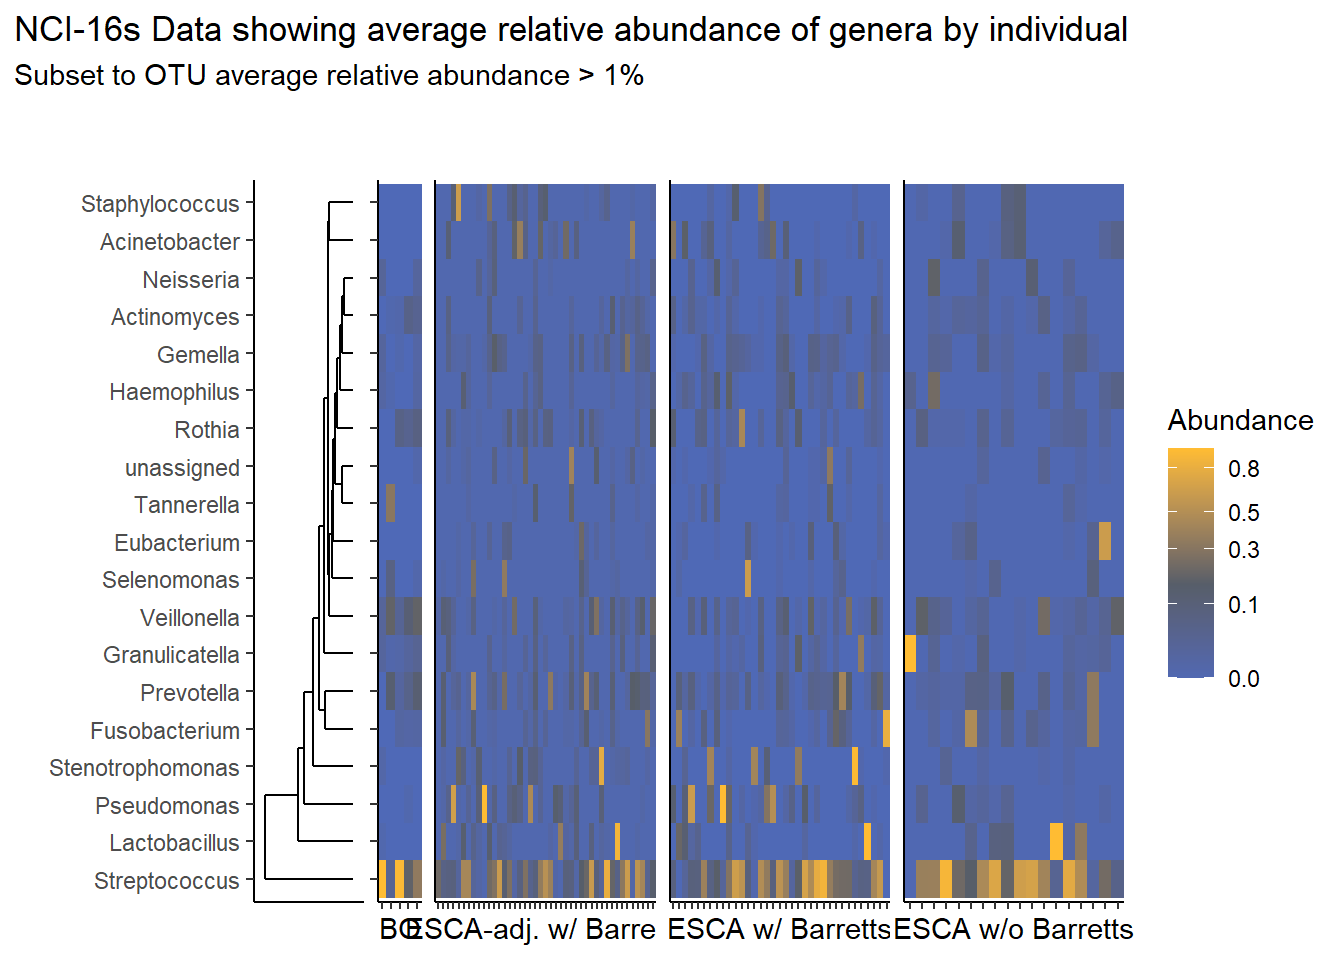 NCI-16s Data showing average relative abundance of genera by individual
Subset to OTU average relative abundance > 1%
Staphylococcus
Acinetobacter
Neisseria
Actinomyces
Gemella
Haemophilus
Rothia
unassigned
Tannerella
Eubacterium
Selenomonas
Veillonella
Granulicatella
Prevotella
Fusobacterium
Stenotrophomonas
Pseudomonas
Lactobacillus
Streptococcus
Abundance
0.8
0.5
0.3
0.1
0.0
ESCA-adj. w/ Barre
ESCA w/ Barretts
ESCA w/o Barretts